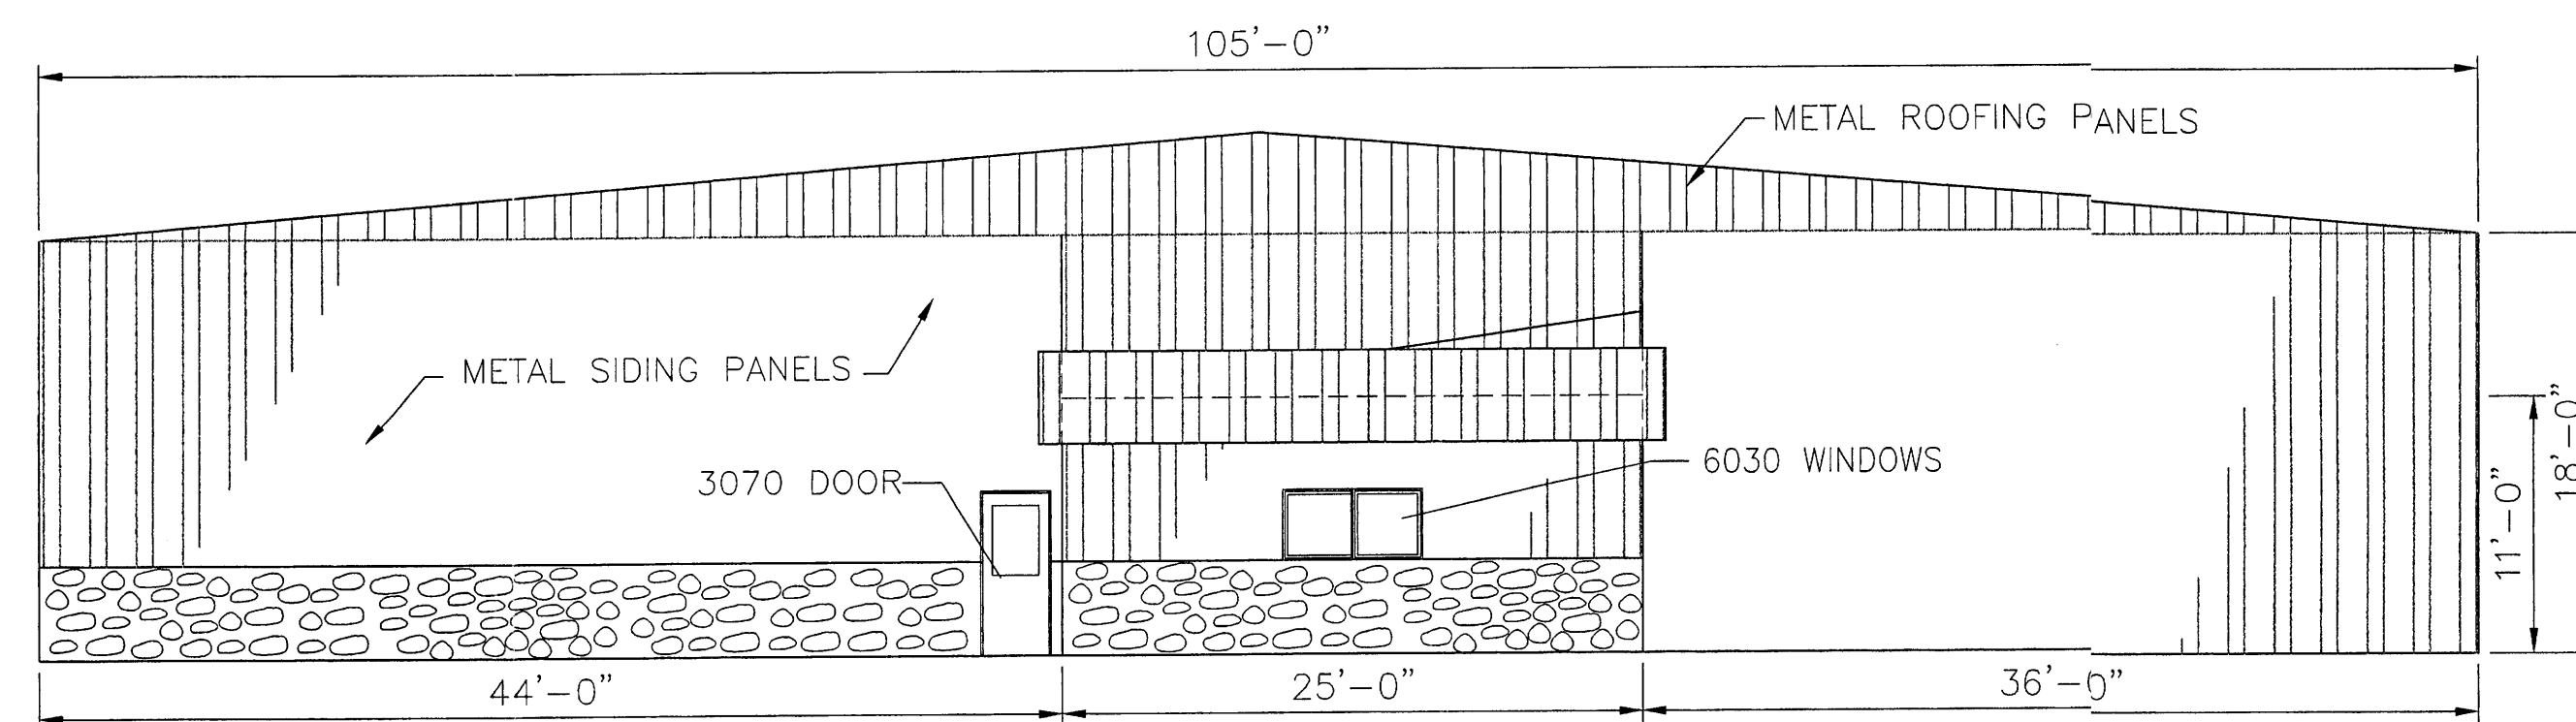 105'-0"
METAL ROOFING PANELS
METAL SIDING PANELS
3070 DOOR
6030 WINDOWS
11'-0"
18'-0"
44'-0"
25'-0"
36'-0"